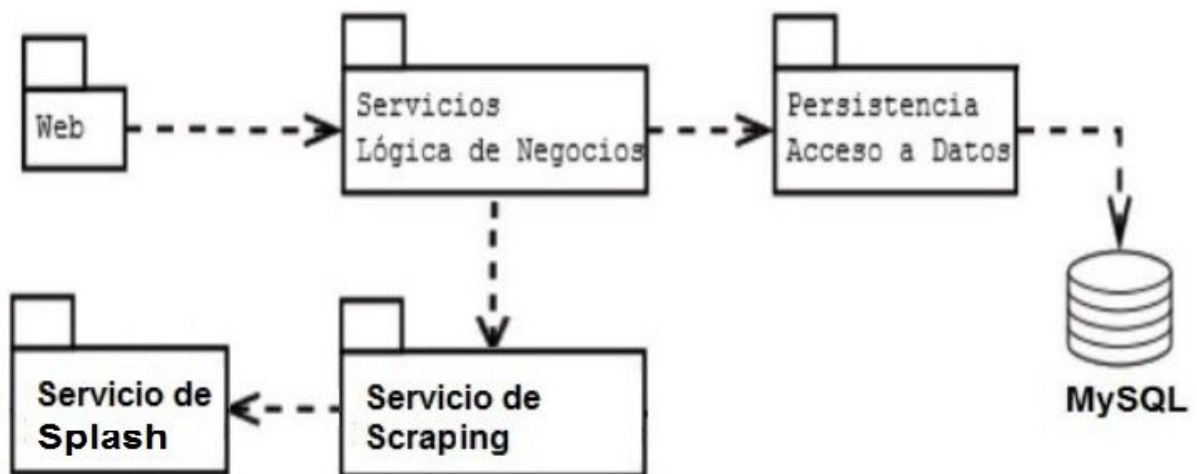 Web
Servicios
Lógica de Negocios
Persistencia
Acceso a Datos
Servicio de
Splash
Servicio de
Scraping
MySQL